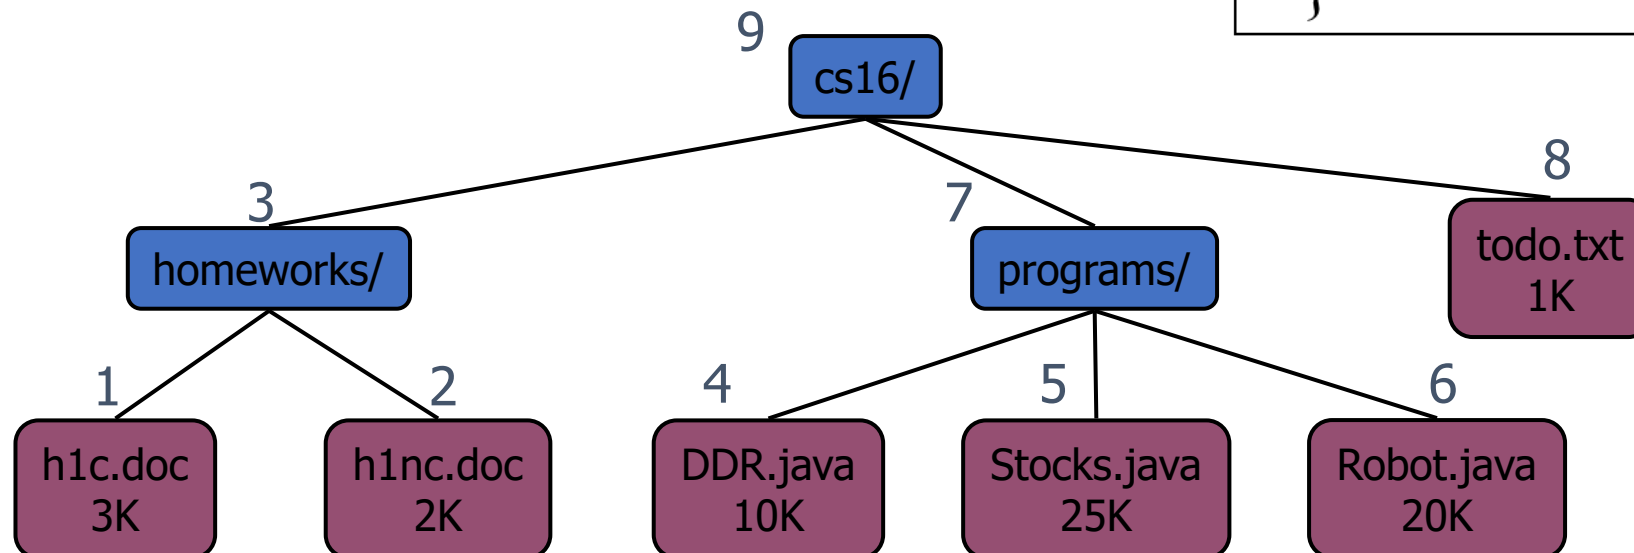 }
9
cs16/
8
3
7
todo.txt
1K
homeworks/
programs/
1
2
4
5
6
h1c.doc
3K
h1nc.doc
2K
DDR.java
10K
Stocks.java
25K
Robot.java
20K